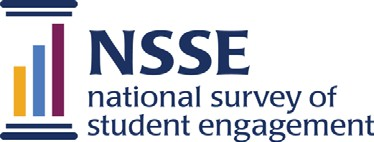 NSSE
national survey of
student engagement